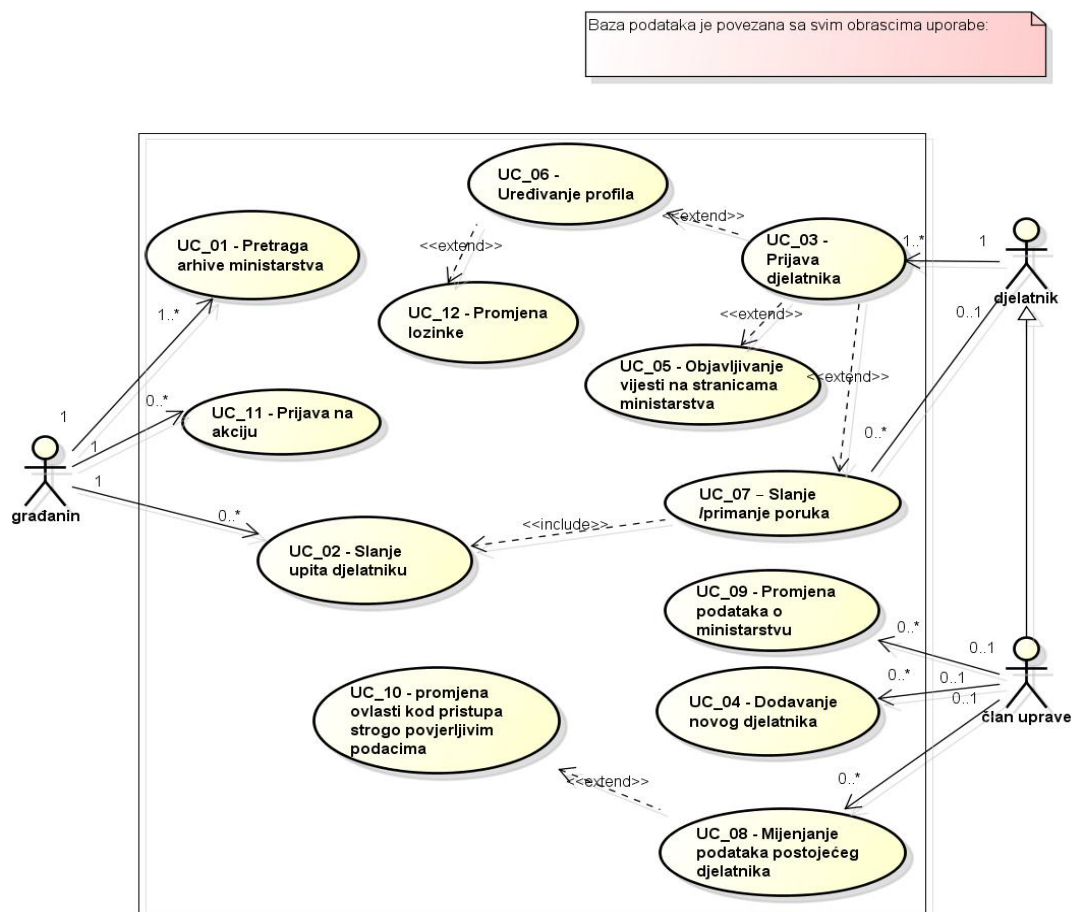 Baza podataka je povezana sa svim obrascima uporabe:
UC_06 -
Uređivanje profila
<<extend>>
UC_03 -
Prijava
djelatnika
1..*
1
djelatnik
UC_01 - Pretraga
arhive ministarstva
<<extend>>
UC_12 - Promjena
lozinke
<<extend>>
0..1
1..*
UC_05 - Objavljivanje
vijesti na stranicama
ministarstva
<<extend>>
UC_11 - Prijava na
akciju
0..*
1
1
1
građanin
0..*
0..*
UC_07 – Slanje
/primanje poruka
<<include>>
UC_02 - Slanje
upita djelatniku
UC_09 - Promjena
podataka o
ministarstvu
0..*
0..1
0..*
0..1
0..1
član uprave
UC_04 - Dodavanje
novog djelatnika
UC_10 - promjena
ovlasti kod pristupa
strogo povjerljivim
podacima
0..*
<<extend>>
UC_08 - Mijenjanje
podataka postojećeg
djelatnika